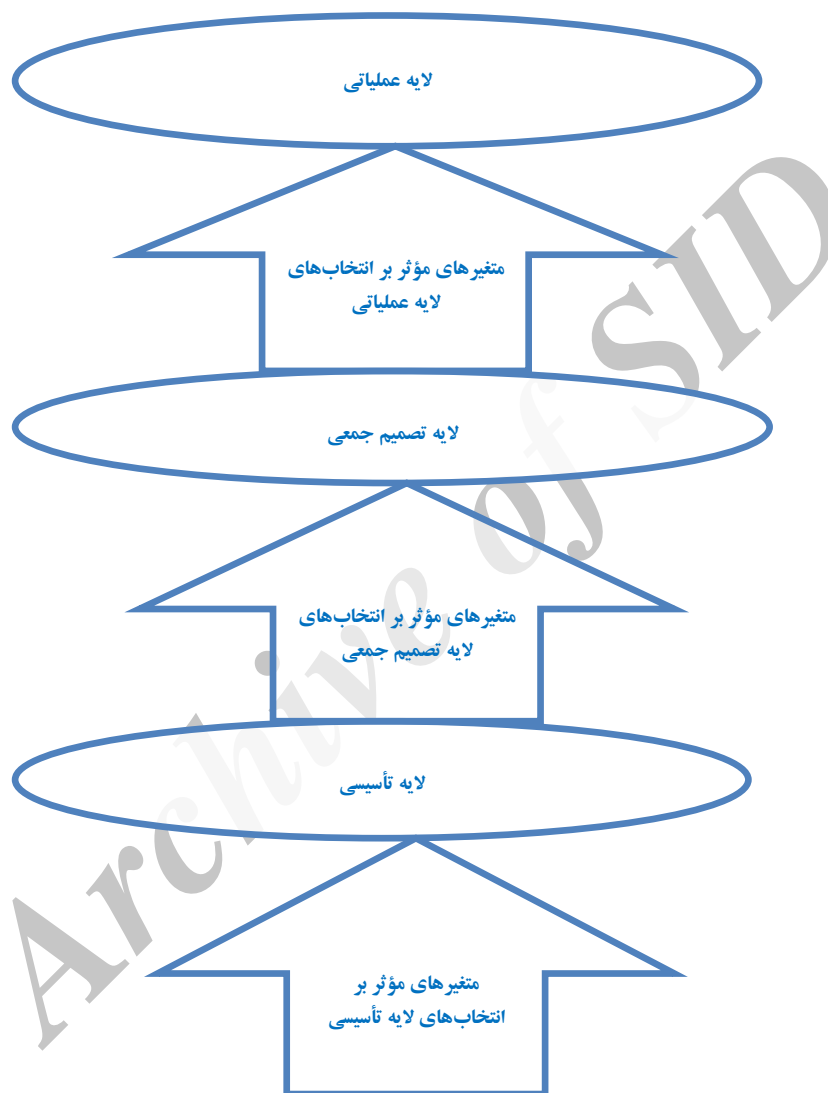 لایه عملیاتی
متغیرهای مؤثر بر انتخاب‌های
لایه عملیاتی
لایه تصمیم جمعی
متغیرهای مؤثر بر انتخاب‌های
لایه تصمیم جمعی
لایه تأسیسی
متغیرهای مؤثر بر
انتخاب‌های لایه تأسیسی
Archive of SID